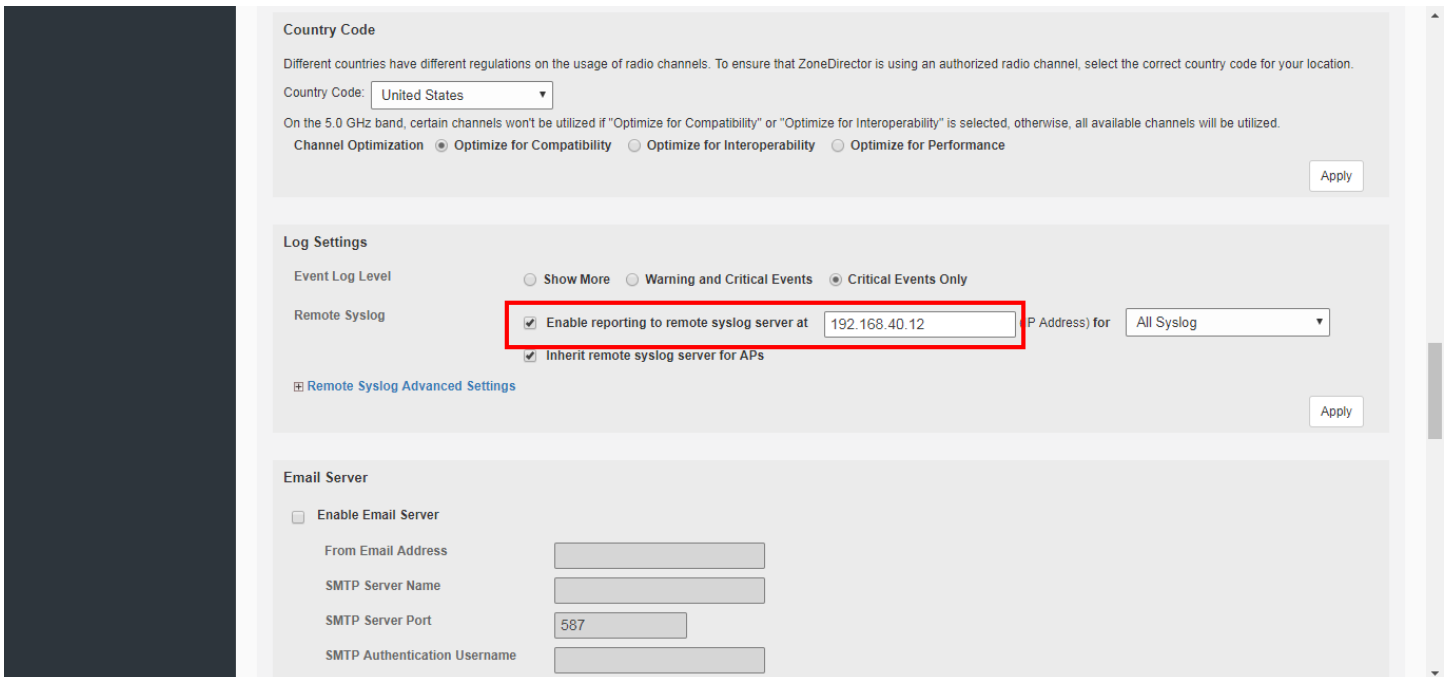 Country Code
Different countries have different regulations on the usage of radio channels. To ensure that ZoneDirector is using an authorized radio channel, select the correct country code for your location.
Country Code: United States
On the 5.0 GHz band, certain channels won't be utilized if "Optimize for Compatibility" or "Optimize for Interoperability" is selected, otherwise, all available channels will be utilized.
Channel Optimization Optimize for Compatibility Optimize for Interoperability Optimize for Performance
Apply
Log Settings
Event Log Level Show More Warning and Critical Events Critical Events Only
Remote Syslog Enable reporting to remote syslog server at 192.168.40.12 P Address) for All Syslog
Inherit remote syslog server for APs
Remote Syslog Advanced Settings
Apply
Email Server
Enable Email Server
From Email Address
SMTP Server Name
SMTP Server Port 587
SMTP Authentication Username